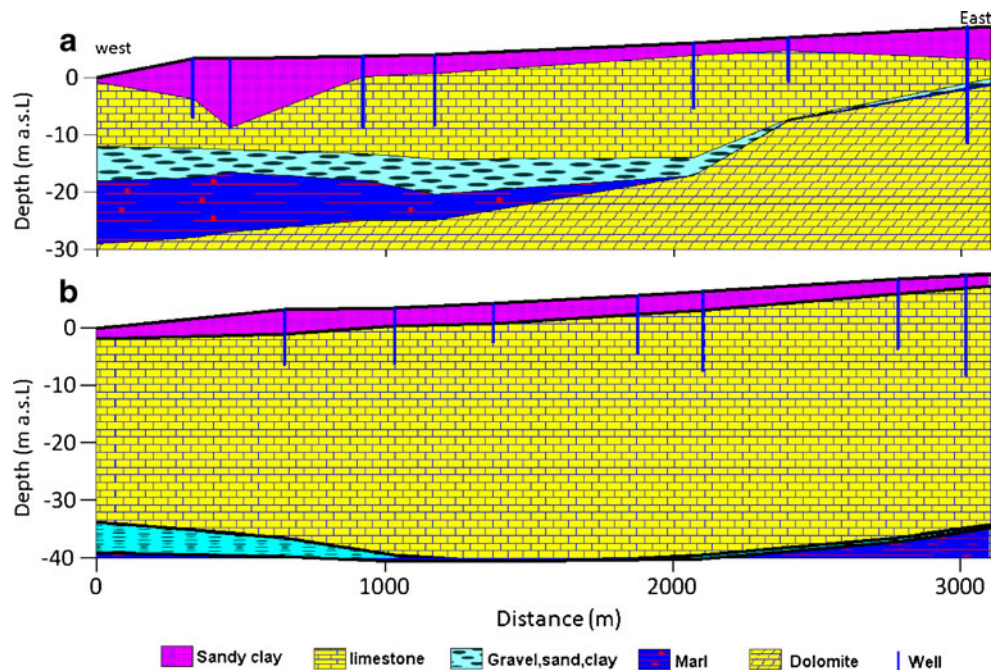 a
west
East
0
-10
-20
-30
Depth (m a.s.L)
b
0
-10
-20
-30
-40
Depth (m a.s.L)
0 1000 2000 3000
Distance (m)
Sandy clay limestone Gravel,sand,clay Marl Dolomite Well